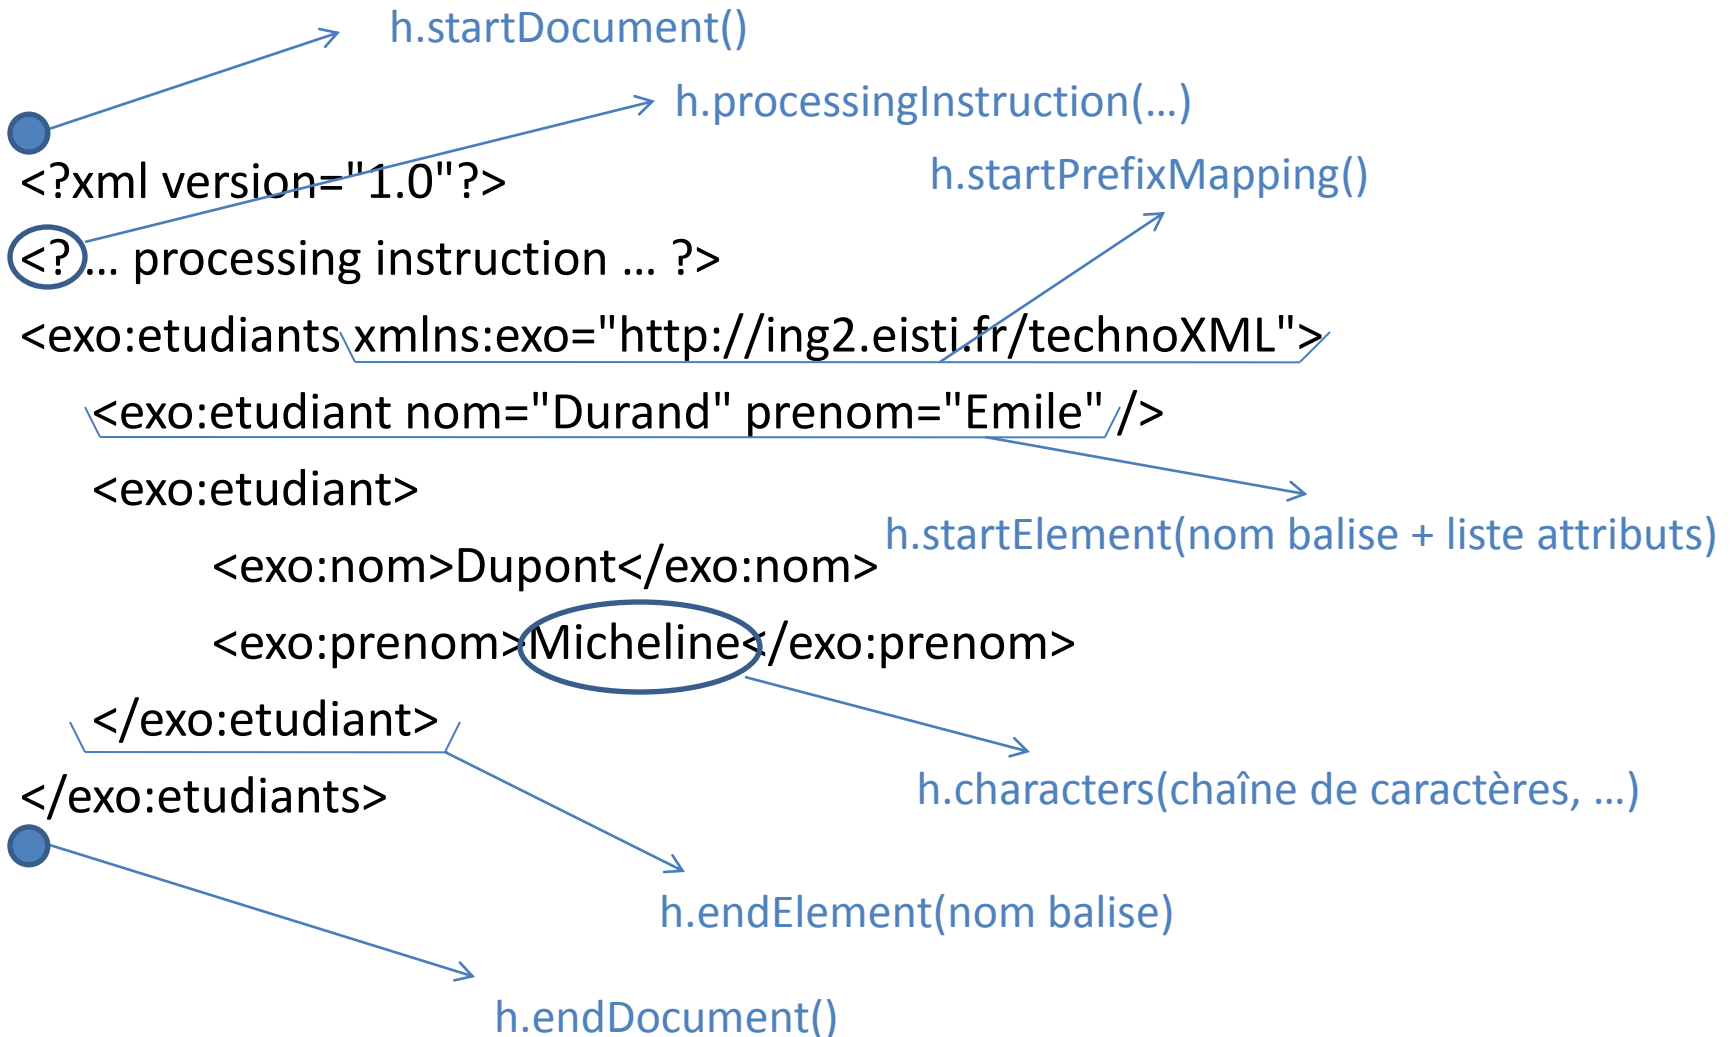 h.startDocument()
h.processingInstruction(…)
<?xml version="1.0"?>
h.startPrefixMapping()
<? … processing instruction … ?>
<exo:etudiants xmlns:exo="http://ing2.eisti.fr/technoXML">
<exo:etudiant nom="Durand" prenom="Emile" />
<exo:etudiant>
h.startElement(nom balise + liste attributs)
<exo:nom>Dupont</exo:nom>
<exo:prenom>Micheline</exo:prenom>
</exo:etudiant>
h.characters(chaîne de caractères, …)
</exo:etudiants>
h.endElement(nom balise)
h.endDocument()